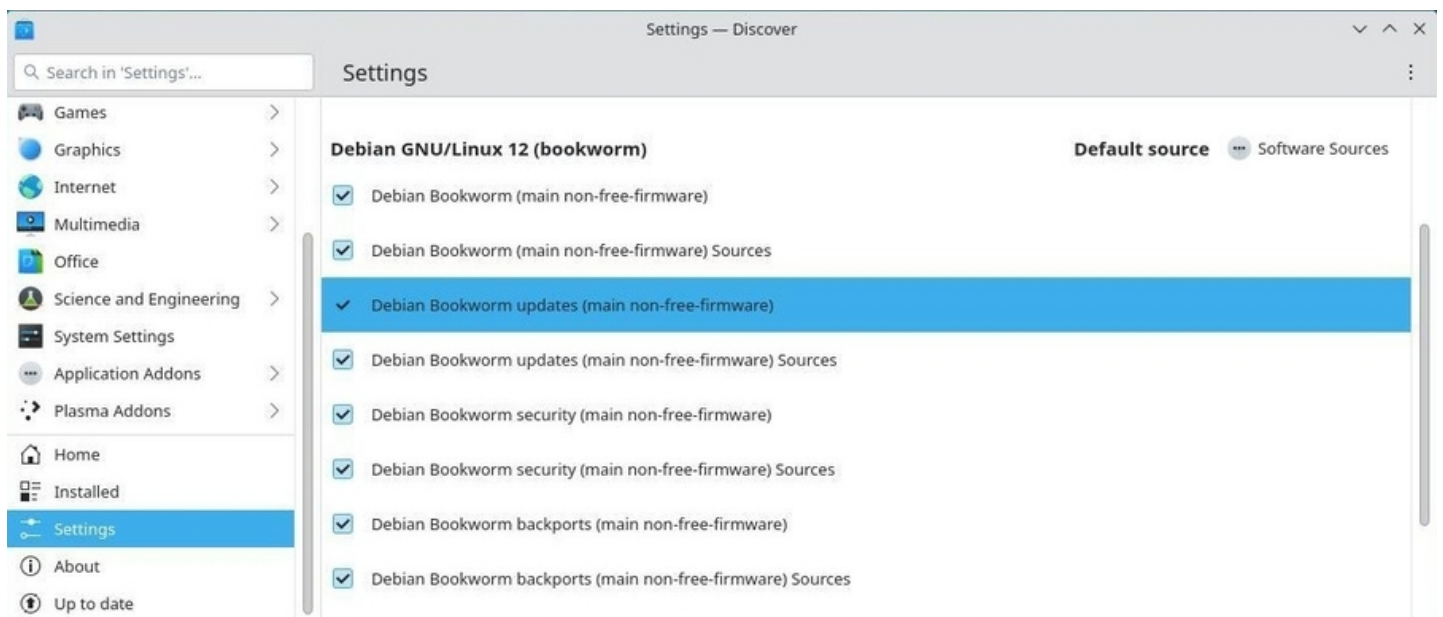 Settings — Discover
Search in 'Settings'...
Settings
Games
Graphics
Internet
Multimedia
Office
Science and Engineering
System Settings
Application Addons
Plasma Addons
Home
Installed
Settings
About
Up to date
Debian GNU/Linux 12 (bookworm)
Default source
Software Sources
Debian Bookworm (main non-free-firmware)
Debian Bookworm (main non-free-firmware) Sources
Debian Bookworm updates (main non-free-firmware)
Debian Bookworm updates (main non-free-firmware) Sources
Debian Bookworm security (main non-free-firmware)
Debian Bookworm security (main non-free-firmware) Sources
Debian Bookworm backports (main non-free-firmware)
Debian Bookworm backports (main non-free-firmware) Sources